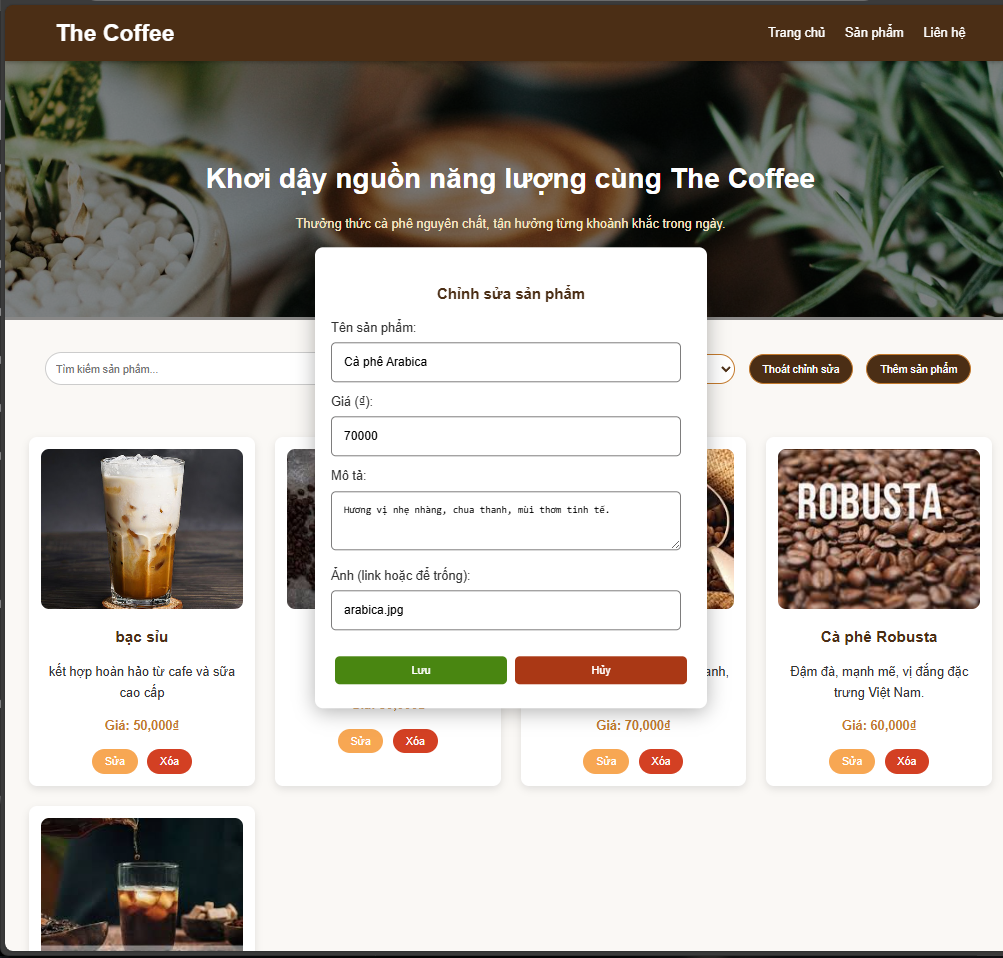 The Coffee
Trang chủ
Sản phẩm
Liên hệ
Khơi dậy nguồn năng lượng cùng The Coffee
Thưởng thức cà phê nguyên chất, tận hưởng từng khoảnh khắc trong ngày.
Chỉnh sửa sản phẩm
Tên sản phẩm:
Cà phê Arabica
Giá (₫):
70000
Mô tả:
Hương vị nhẹ nhàng, chua thanh, mùi thơm tinh tế.
Ảnh (link hoặc để trống):
arabica.jpg
Lưu
Hủy
Tìm kiếm sản phẩm...
Thoát chỉnh sửa
Thêm sản phẩm
bạc sỉu
kết hợp hoàn hảo từ cafe và sữa
cao cấp
Giá: 50,000₫
Sửa
Xóa
Sửa
Xóa
anh,
Giá: 70,000₫
Sửa
Xóa
ROBUSTA
Cà phê Robusta
Đậm đà, mạnh mẽ, vị đắng đặc
trưng Việt Nam.
Giá: 60,000₫
Sửa
Xóa